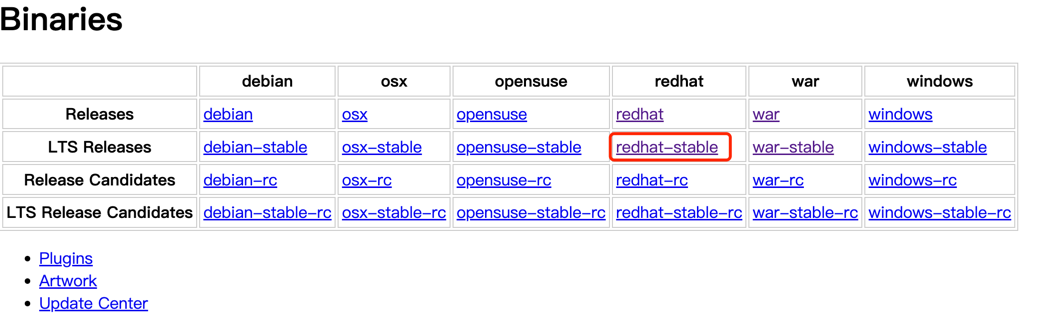 Binaries
debian osx opensuse redhat war windows
Releases debian osx opensuse redhat war windows
LTS Releases debian-stable osx-stable opensuse-stable redhat-stable war-stable windows-stable
Release Candidates debian-rc osx-rc opensuse-rc redhat-rc war-rc windows-rc
LTS Release Candidates debian-stable-rc osx-stable-rc opensuse-stable-rc redhat-stable-rc war-stable-rc windows-stable-rc
• Plugins
• Artwork
• Update Center